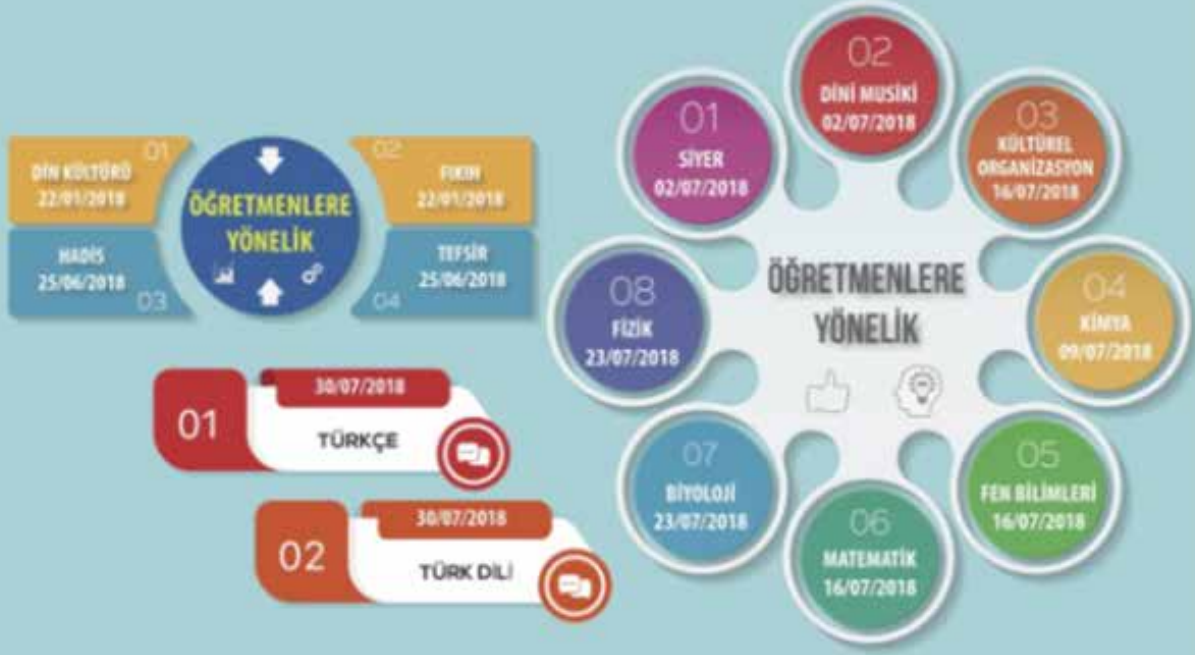 01
DİN KÜLTÜRÜ
22/01/2018
02
FIKIH
22/01/2018
ÖĞRETMENLERE
YÖNELİK
HADİS
25/06/2018
03
TEFSİR
25/06/2018
04
01
30/07/2018
TÜRKÇE
02
30/07/2018
TÜRK DİLİ
ÖĞRETMENLERE
YÖNELİK
01
SİYER
02/07/2018
02
DİNİ MUSİKİ
02/07/2018
03
KÜLTÜREL
ORGANİZASYON
16/07/2018
04
KİMYA
09/07/2018
05
FEN BİLİMLERİ
16/07/2018
06
MATEMATİK
16/07/2018
07
BİYOLOJİ
23/07/2018
08
FİZİK
23/07/2018